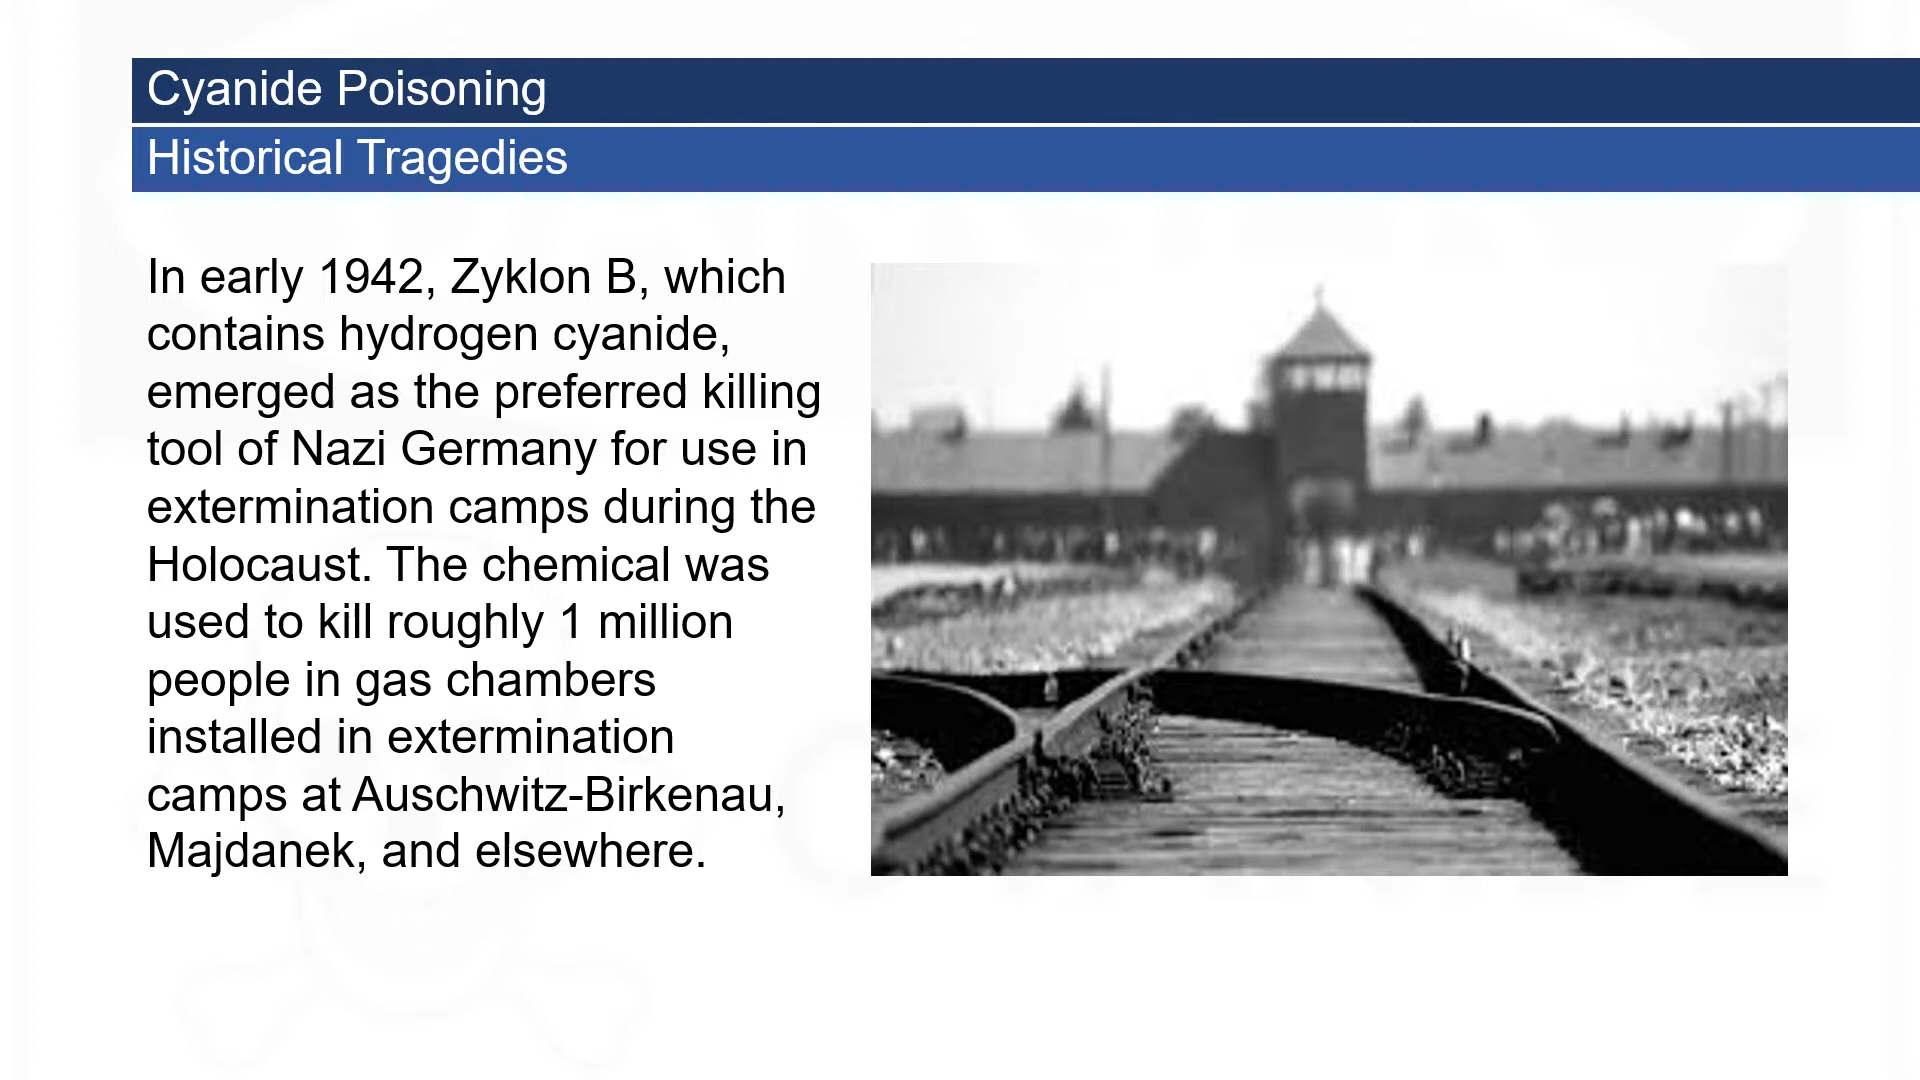 Cyanide Poisoning
Historical Tragedies
In early 1942, Zyklon B, which
contains hydrogen cyanide,
emerged as the preferred killing
tool of Nazi Germany for use in
extermination camps during the
Holocaust. The chemical was
used to kill roughly 1 million
people in gas chambers
installed in extermination
camps at Auschwitz-Birkenau,
Majdanek, and elsewhere.